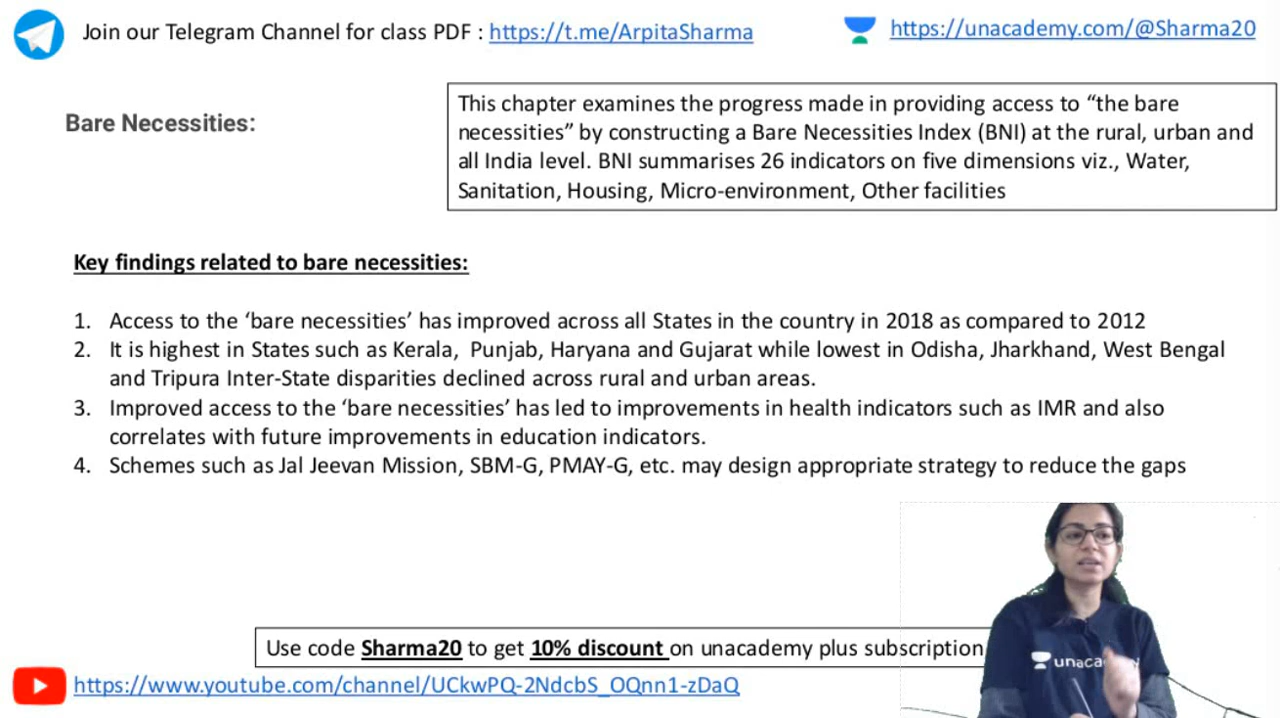 Join our Telegram Channel for class PDF : https://t.me/ArpitaSharma
https://unacademy.com/@Sharma20
Bare Necessities:
This chapter examines the progress made in providing access to “the bare
necessities” by constructing a Bare Necessities Index (BNI) at the rural, urban and
all India level. BNI summarises 26 indicators on five dimensions viz., Water,
Sanitation, Housing, Micro-environment, Other facilities
Key findings related to bare necessities:
1. Access to the ‘bare necessities’ has improved across all States in the country in 2018 as compared to 2012
2. It is highest in States such as Kerala, Punjab, Haryana and Gujarat while lowest in Odisha, Jharkhand, West Bengal
and Tripura Inter-State disparities declined across rural and urban areas.
3. Improved access to the ‘bare necessities’ has led to improvements in health indicators such as IMR and also
correlates with future improvements in education indicators.
4. Schemes such as Jal Jeevan Mission, SBM-G, PMAY-G, etc. may design appropriate strategy to reduce the gaps
Use code Sharma20 to get 10% discount on unacademy plus subscription
https://www.youtube.com/channel/UCkwPQ-2NdcbS_OQnn1-zDaQ